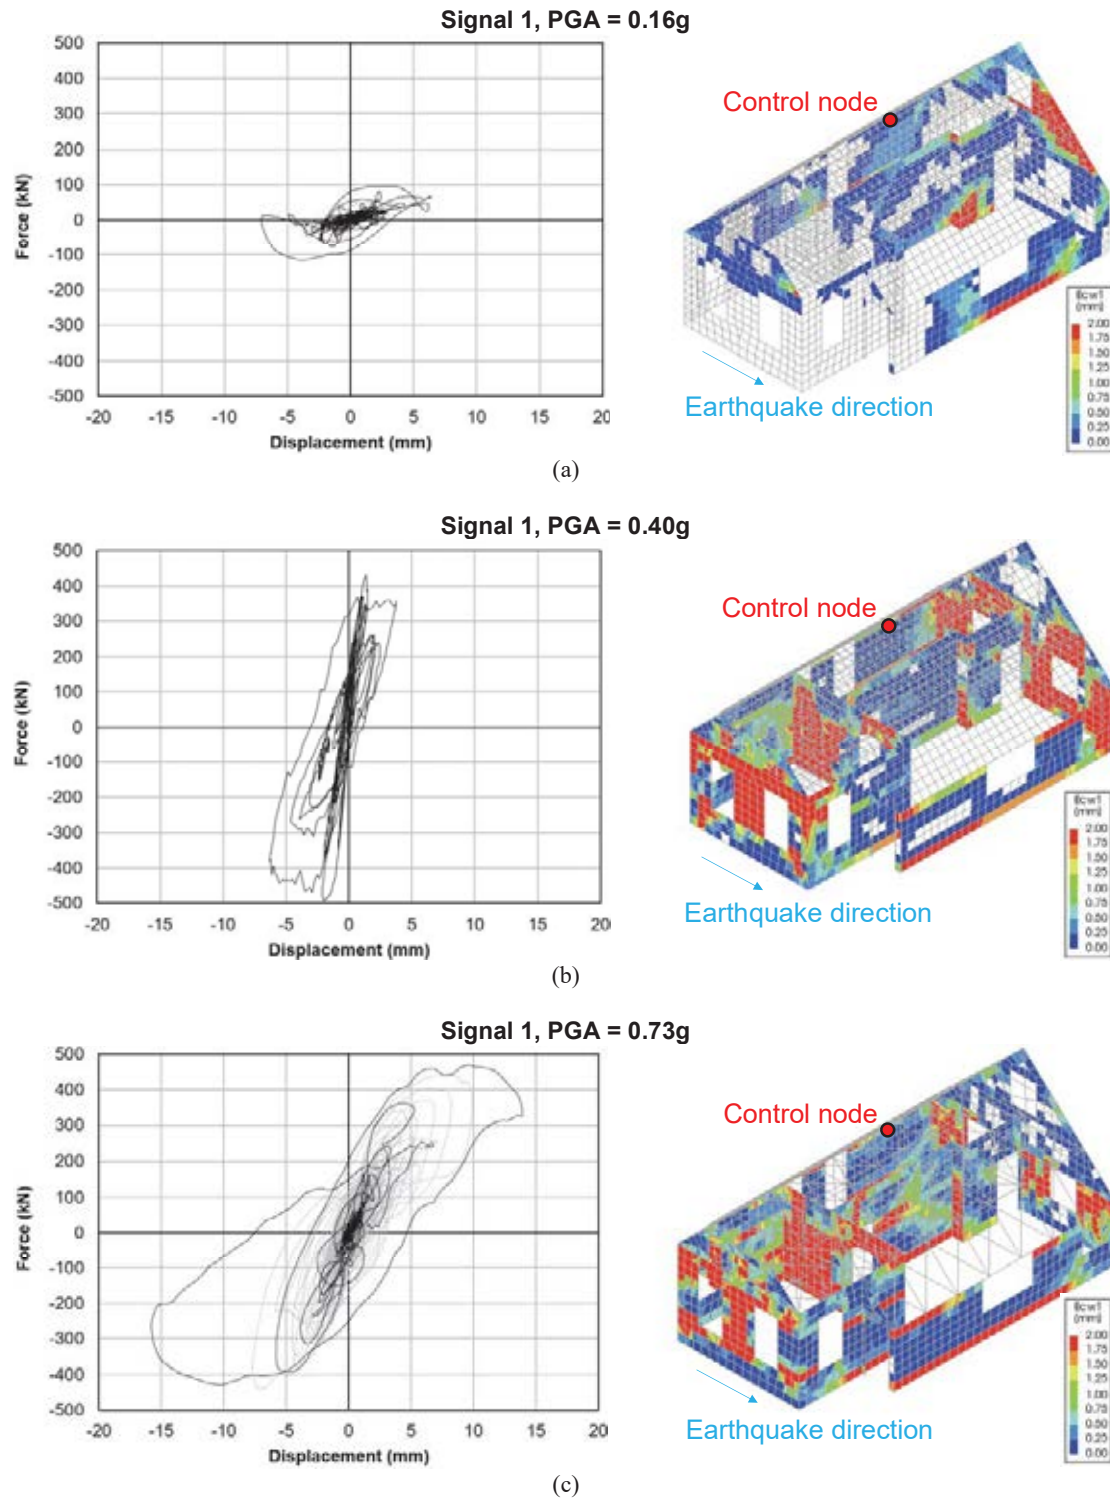 Signal 1, PGA = 0.16g
500
400
300
200
100
0
-100
-200
-300
-400
-500
Force (kN)
-20 -15 -10 -5 0 5 10 15 20
Displacement (mm)
Control node
Earthquake direction
Ecw1
(mm)
2.00
1.75
1.50
1.25
1.00
0.75
0.50
0.25
0.00
(a)
Signal 1, PGA = 0.40g
500
400
300
200
100
0
-100
-200
-300
-400
-500
Force (kN)
-20 -15 -10 -5 0 5 10 15 20
Displacement (mm)
Control node
Earthquake direction
Ecw1
(mm)
2.00
1.75
1.50
1.25
1.00
0.75
0.50
0.25
0.00
(b)
Signal 1, PGA = 0.73g
500
400
300
200
100
0
-100
-200
-300
-400
-500
Force (kN)
-20 -15 -10 -5 0 5 10 15 20
Displacement (mm)
Control node
Earthquake direction
Ecw1
(mm)
2.00
1.75
1.50
1.25
1.00
0.75
0.50
0.25
0.00
(c)